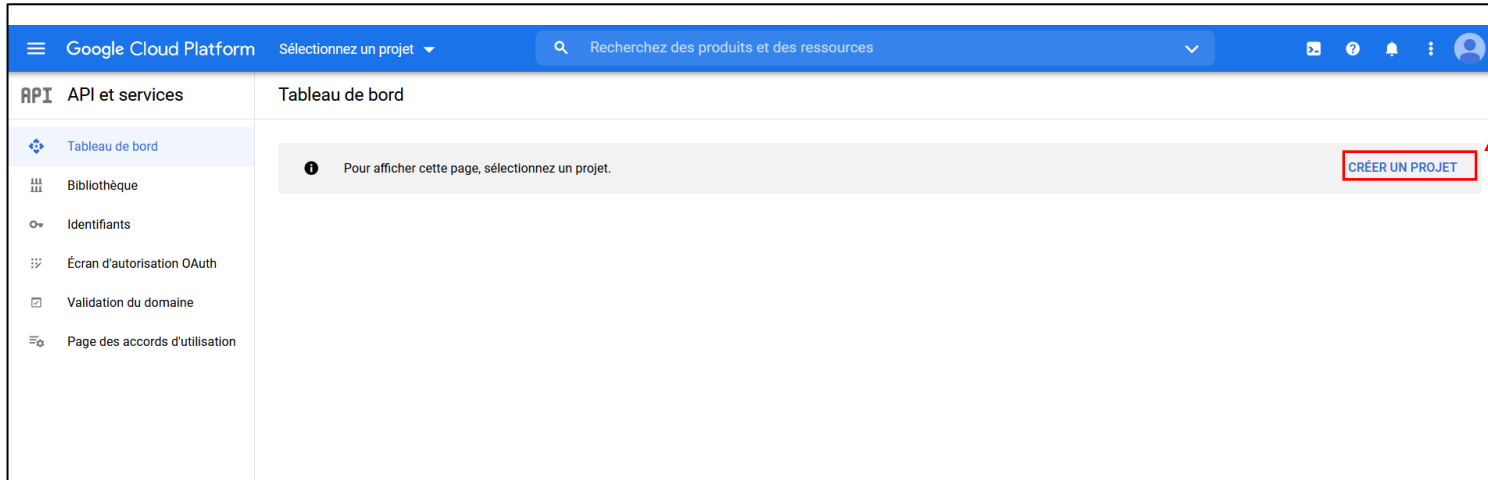 Google Cloud Platform Sélectionnez un projet Recherchez des produits et des ressources
API API et services Tableau de bord
Tableau de bord
Pour afficher cette page, sélectionnez un projet. CRÉER UN PROJET
Bibliothèque
Identifiants
Écran d'autorisation OAuth
Validation du domaine
Page des accords d'utilisation